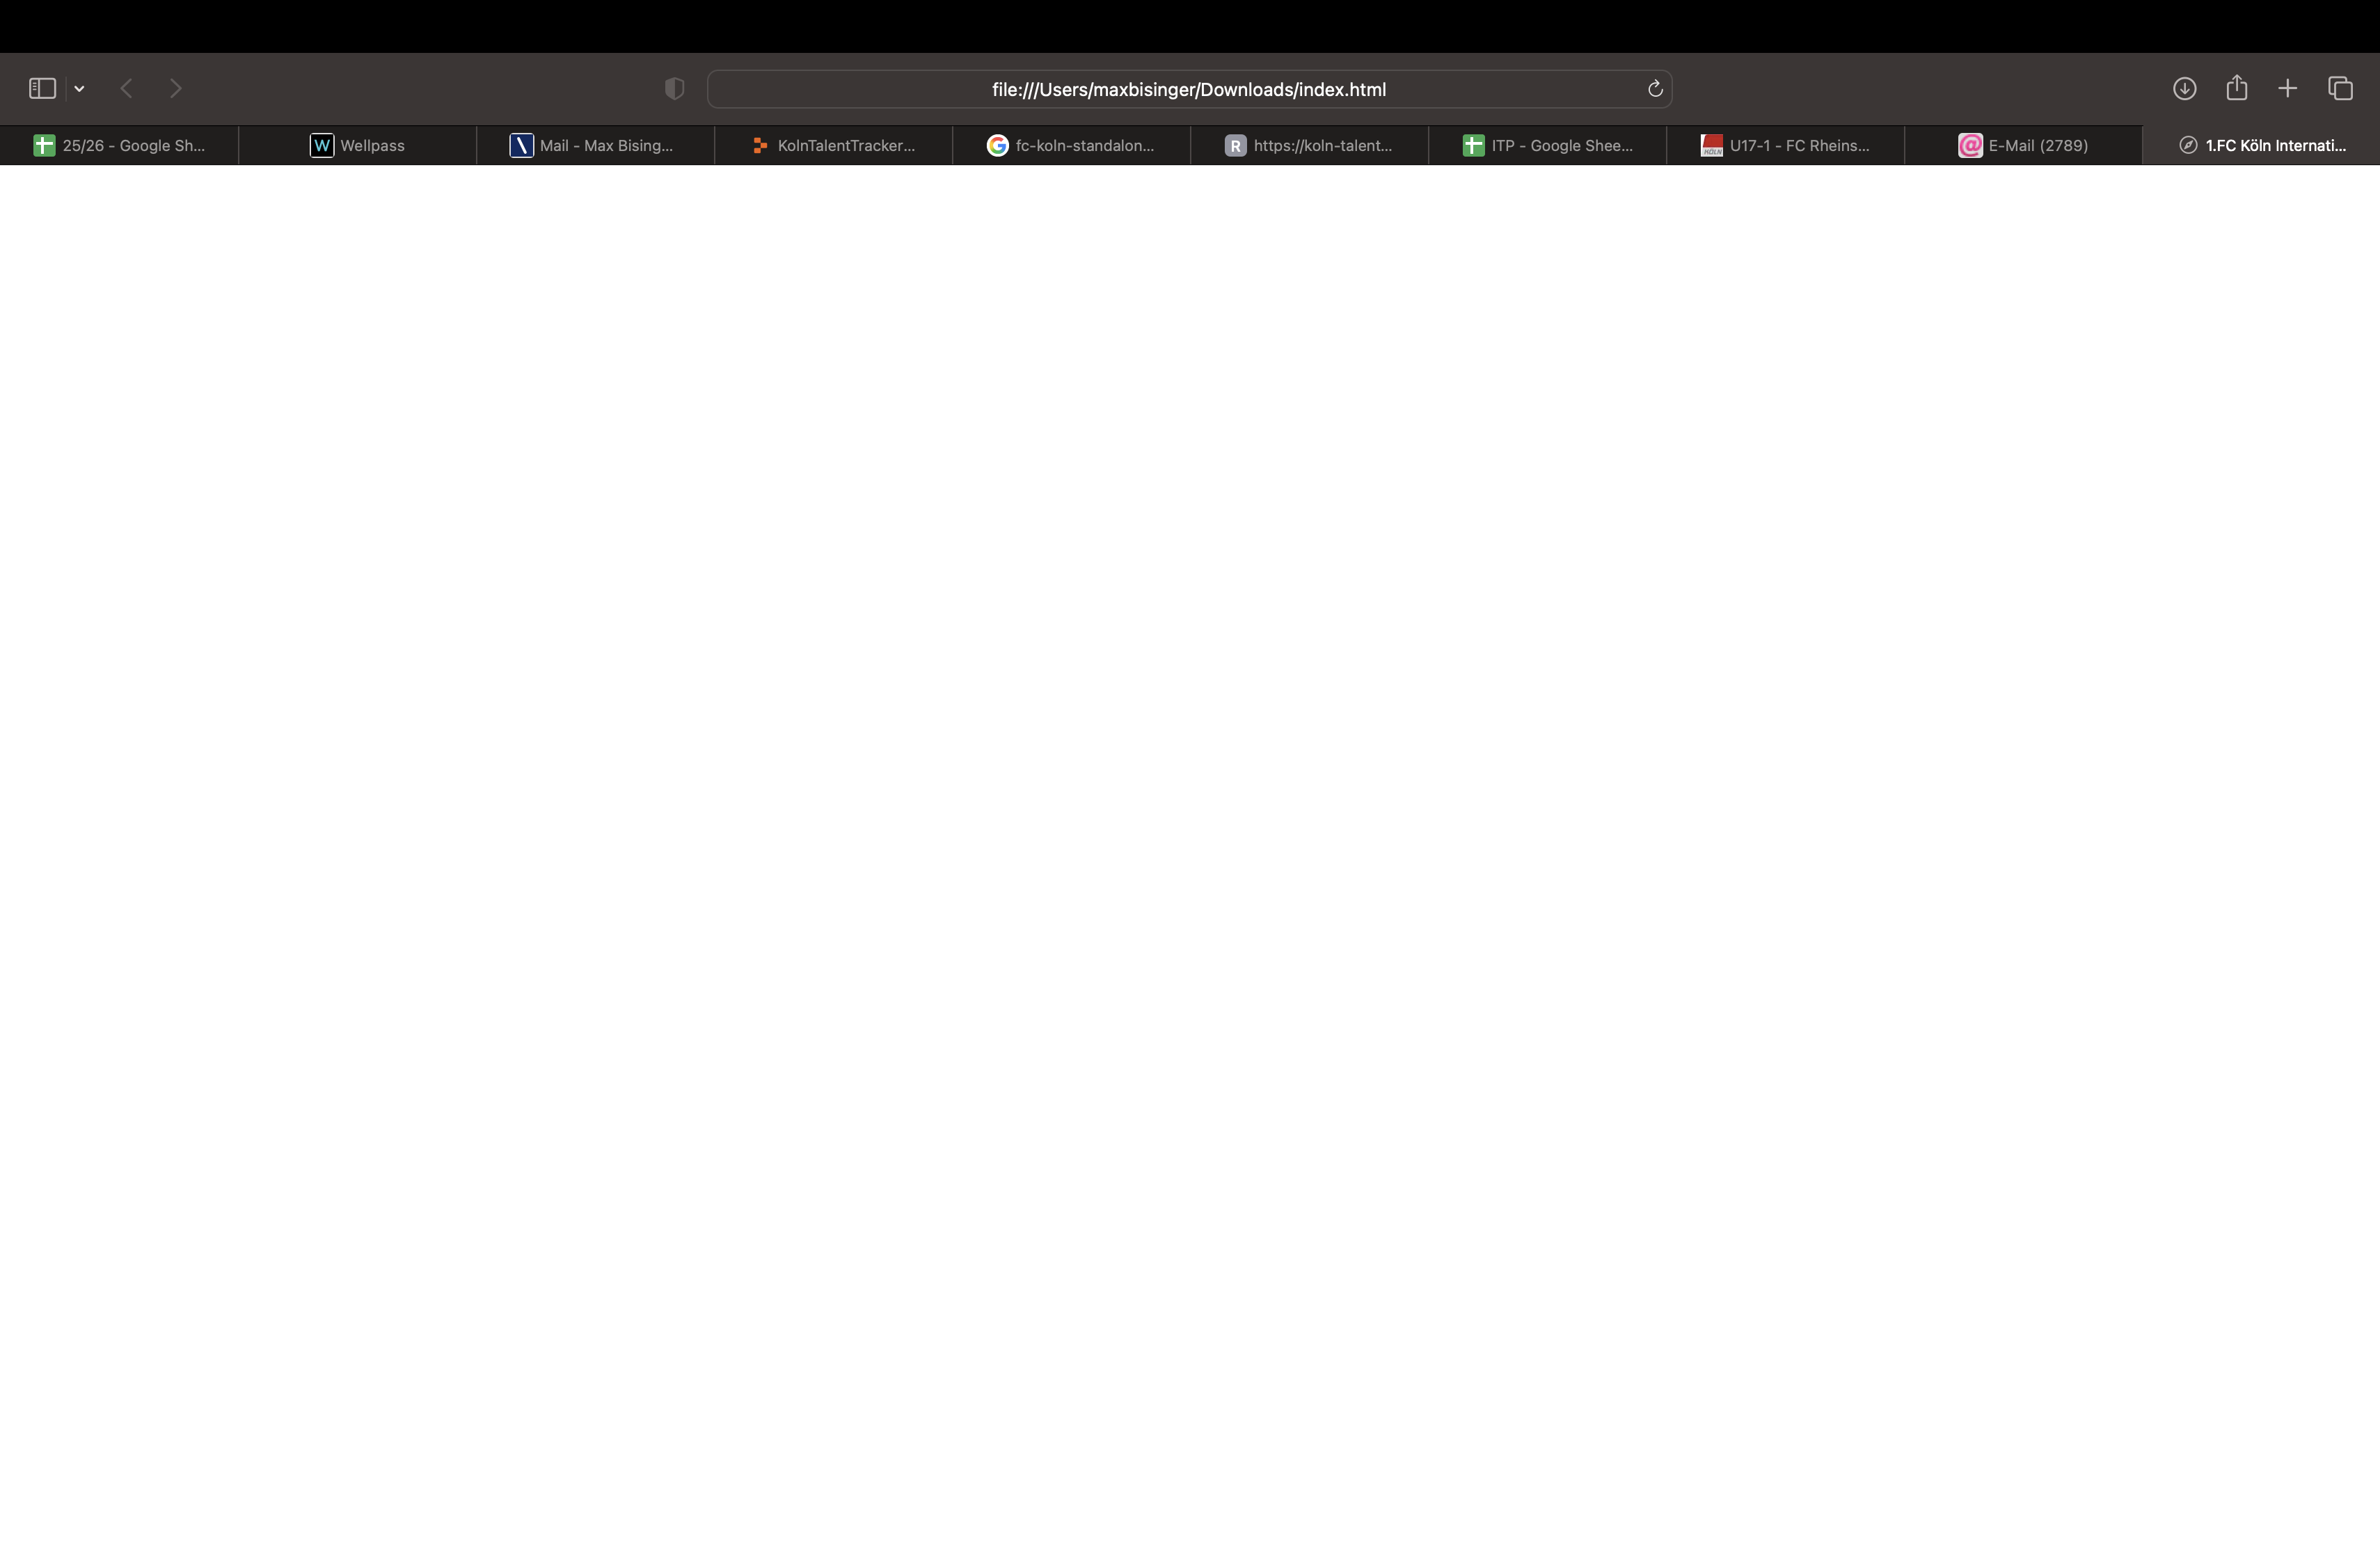 file:///Users/maxbisinger/Downloads/index.html
25/26 - Google Sh...
W Wellpass
Mail - Max Bising...
KolnTalentTracker...
G fc-koln-standalon...
R https://koln-talent...
ITP - Google Shee...
KÖLN U17-1 - FC Rheins...
@ E-Mail (2789)
1.FC Köln Internati...